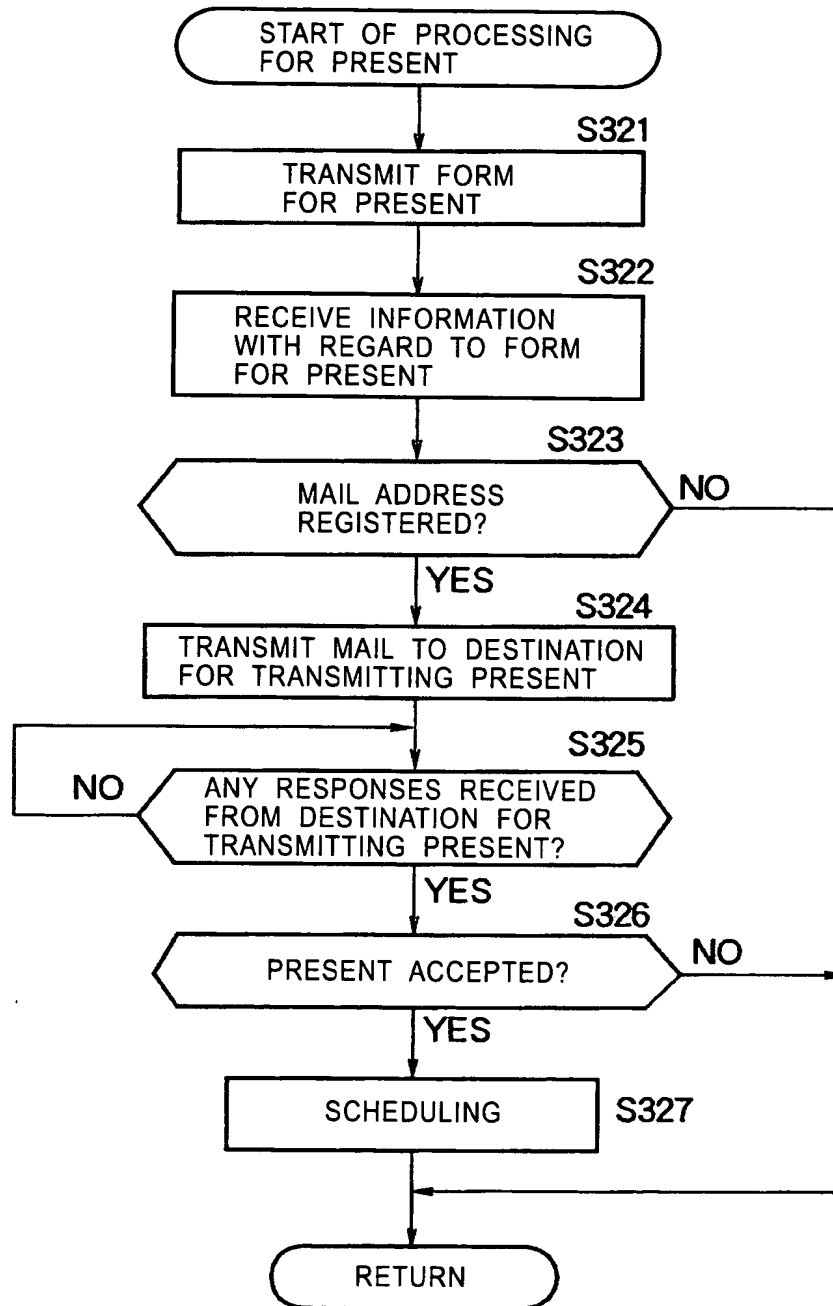 START OF PROCESSING
FOR PRESENT
S321
TRANSMIT FORM
FOR PRESENT
S322
RECEIVE INFORMATION
WITH REGARD TO FORM
FOR PRESENT
S323
MAIL ADDRESS
REGISTERED?
NO
YES
S324
TRANSMIT MAIL TO DESTINATION
FOR TRANSMITTING PRESENT
S325
NO
ANY RESPONSES RECEIVED
FROM DESTINATION FOR
TRANSMITTING PRESENT?
YES
S326
PRESENT ACCEPTED?
NO
YES
SCHEDULING
S327
RETURN